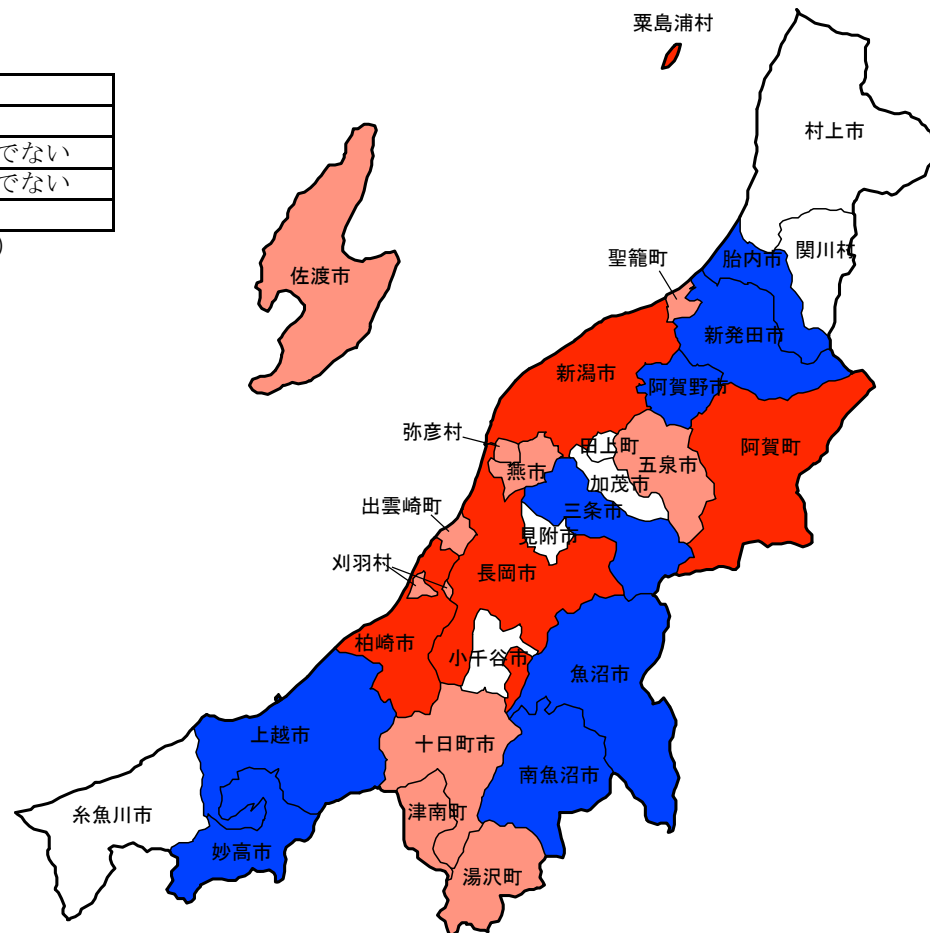 粟島浦村
でない
でない
)
村上市
関川村
胎内市
聖籠町
佐渡市
新発田市
新潟市
阿賀野市
弥彦村
田上町
阿賀町
燕市
五泉市
加茂市
出雲崎町
三条市
見附市
刈羽村
長岡市
柏崎市
小千谷市
魚沼市
上越市
十日町市
南魚沼市
糸魚川市
津南町
妙高市
湯沢町